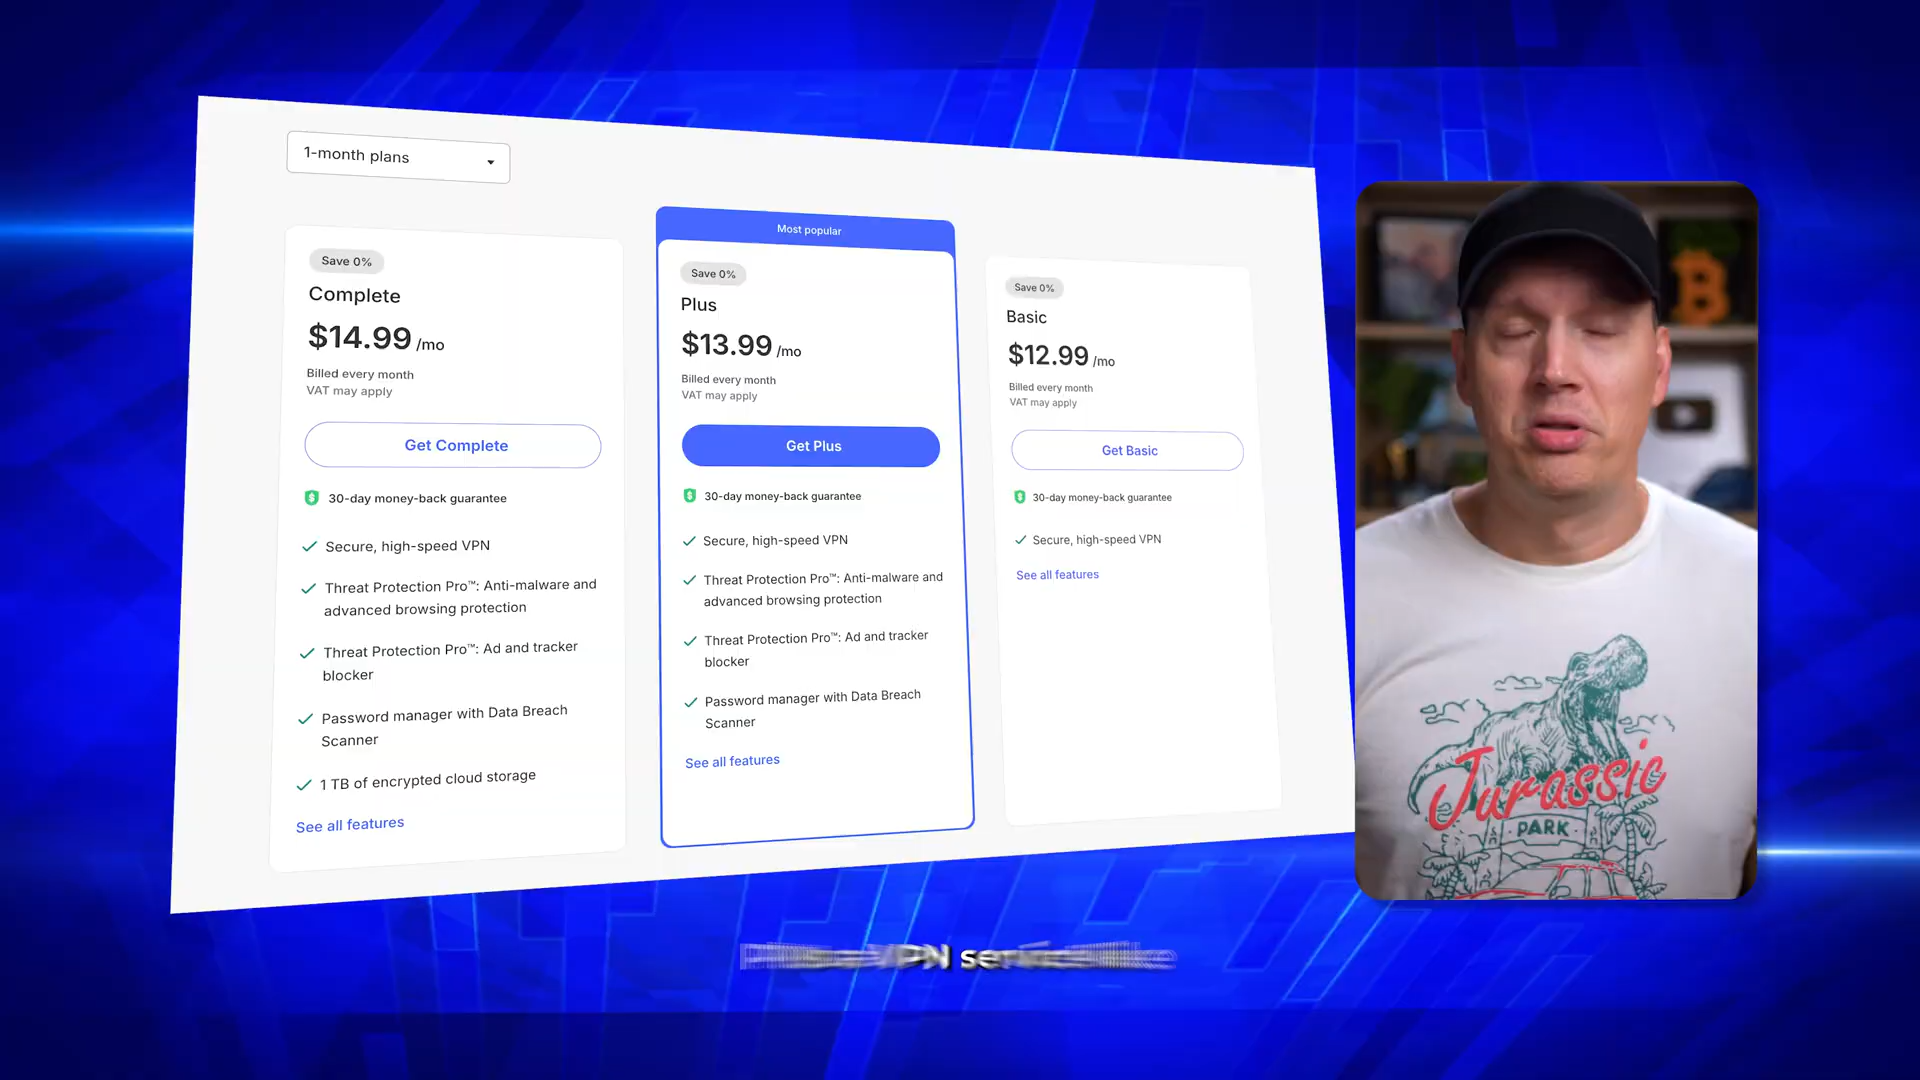 1-month plans
Save 0%
Complete
$14.99 /mo
Billed every month
VAT may apply
Get Complete
30-day money-back guarantee
Secure, high-speed VPN
Threat Protection Pro™: Anti-malware and
advanced browsing protection
Threat Protection Pro™: Ad and tracker
blocker
Password manager with Data Breach
Scanner
1 TB of encrypted cloud storage
See all features
Most popular
Save 0%
Plus
$13.99 /mo
Billed every month
VAT may apply
Get Plus
30-day money-back guarantee
Secure, high-speed VPN
Threat Protection Pro™: Anti-malware and
advanced browsing protection
Threat Protection Pro™: Ad and tracker
blocker
Password manager with Data Breach
Scanner
See all features
Save 0%
Basic
$12.99 /mo
Billed every month
VAT may apply
Get Basic
30-day money-back guarantee
Secure, high-speed VPN
See all features
Jurassic
PARK
VPN